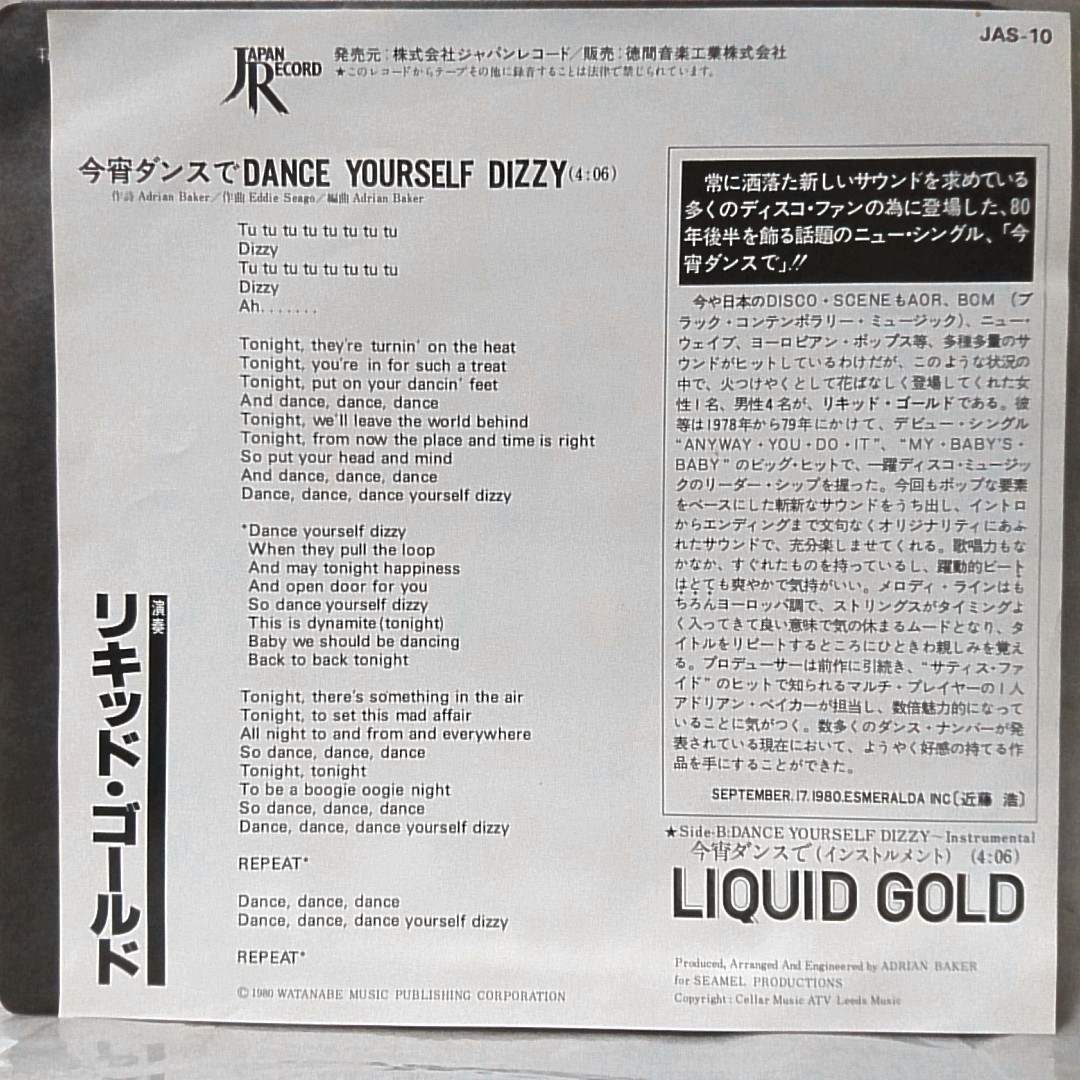 JAS-10
JAPAN RECORD
発売元:株式会社ジャパンレコード/販売:徳間音楽工業株式会社
★このレコードからテープその他に録音することは法律で禁じられています。
今宵ダンスで DANCE YOURSELF DIZZY (4:06)
作詩 Adrian Baker/作曲 Eddie Seago/編曲 Adrian Baker
Tu tu tu tu tu tu tu tu
Dizzy
Tu tu tu tu tu tu tu tu
Dizzy
Ah.......
Tonight, they're turnin' on the heat
Tonight, you're in for such a treat
Tonight, put on your dancin' feet
And dance, dance, dance
Tonight, we'll leave the world behind
Tonight, from now the place and time is right
So put your head and mind
And dance, dance, dance
Dance, dance, dance yourself dizzy
*Dance yourself dizzy
When they pull the loop
And may tonight happiness
And open door for you
So dance yourself dizzy
This is dynamite (tonight)
Baby we should be dancing
Back to back tonight
Tonight, there's something in the air
Tonight, to set this mad affair
All night to and from and everywhere
So dance, dance, dance
Tonight, tonight
To be a boogie oogie night
So dance, dance, dance
Dance, dance, dance yourself dizzy
REPEAT*
Dance, dance, dance
Dance, dance, dance yourself dizzy
REPEAT*
© 1980 WATANABE MUSIC PUBLISHING CORPORATION
演奏
リキッド・ゴールド
常に洒落た新しいサウンドを求めている
多くのディスコ・ファンの為に登場した、80
年後半を飾る話題のニュー・シングル、「今
宵ダンスで」!!
今や日本のDISCO・SCENEもAOR、BCM (ブ
ラック・コンテンポラリー・ミュージック)、ニュー・
ウェイブ、ヨーロピアン・ポップス等、多種多量のサ
ウンドがヒットしているわけだが、このような状況の
中で、火つけやくとして花ばなしく登場してくれた女
性1名、男性4名が、リキッド・ゴールドである。彼
等は1978年から79年にかけて、デビュー・シングル
"ANYWAY・YOU・DO・IT"、"MY・BABY'S・
BABY"のビッグ・ヒットで、一躍ディスコ・ミュージッ
クのリーダー・シップを握った。今回もポップな要素
をベースにした斬新なサウンドをうち出し、イントロ
からエンディングまで文句なくオリジナリティにあふ
れたサウンドで、充分楽しませてくれる。歌唱力もな
かなか、すぐれたものを持っているし、躍動的ビート
はとても爽やかで気持がいい。メロディ・ラインはも
ちろんヨーロッパ調で、ストリングスがタイミングよ
く入ってきて良い意味で気の休まるムードとなり、タ
イトルをリピートするところにひときわ親しみを覚え
る。プロデューサーは前作に引続き、"サティス・ファ
イド"のヒットで知られるマルチ・プレイヤーの1人
アドリアン・ベイカーが担当し、数倍魅力的になって
いることに気がつく。数多くのダンス・ナンバーが発
表されている現在において、ようやく好感の持てる作
品を手にすることができた。
SEPTEMBER.17.1980.ESMERALDA INC〔近藤 浩〕
★Side-B:DANCE YOURSELF DIZZY~Instrumental
今宵ダンスで(インストルメント) (4:06)
LIQUID GOLD
Produced, Arranged And Engineered by ADRIAN BAKER
for SEAMEL PRODUCTIONS
Copyright: Cellar Music ATV Leeds Music